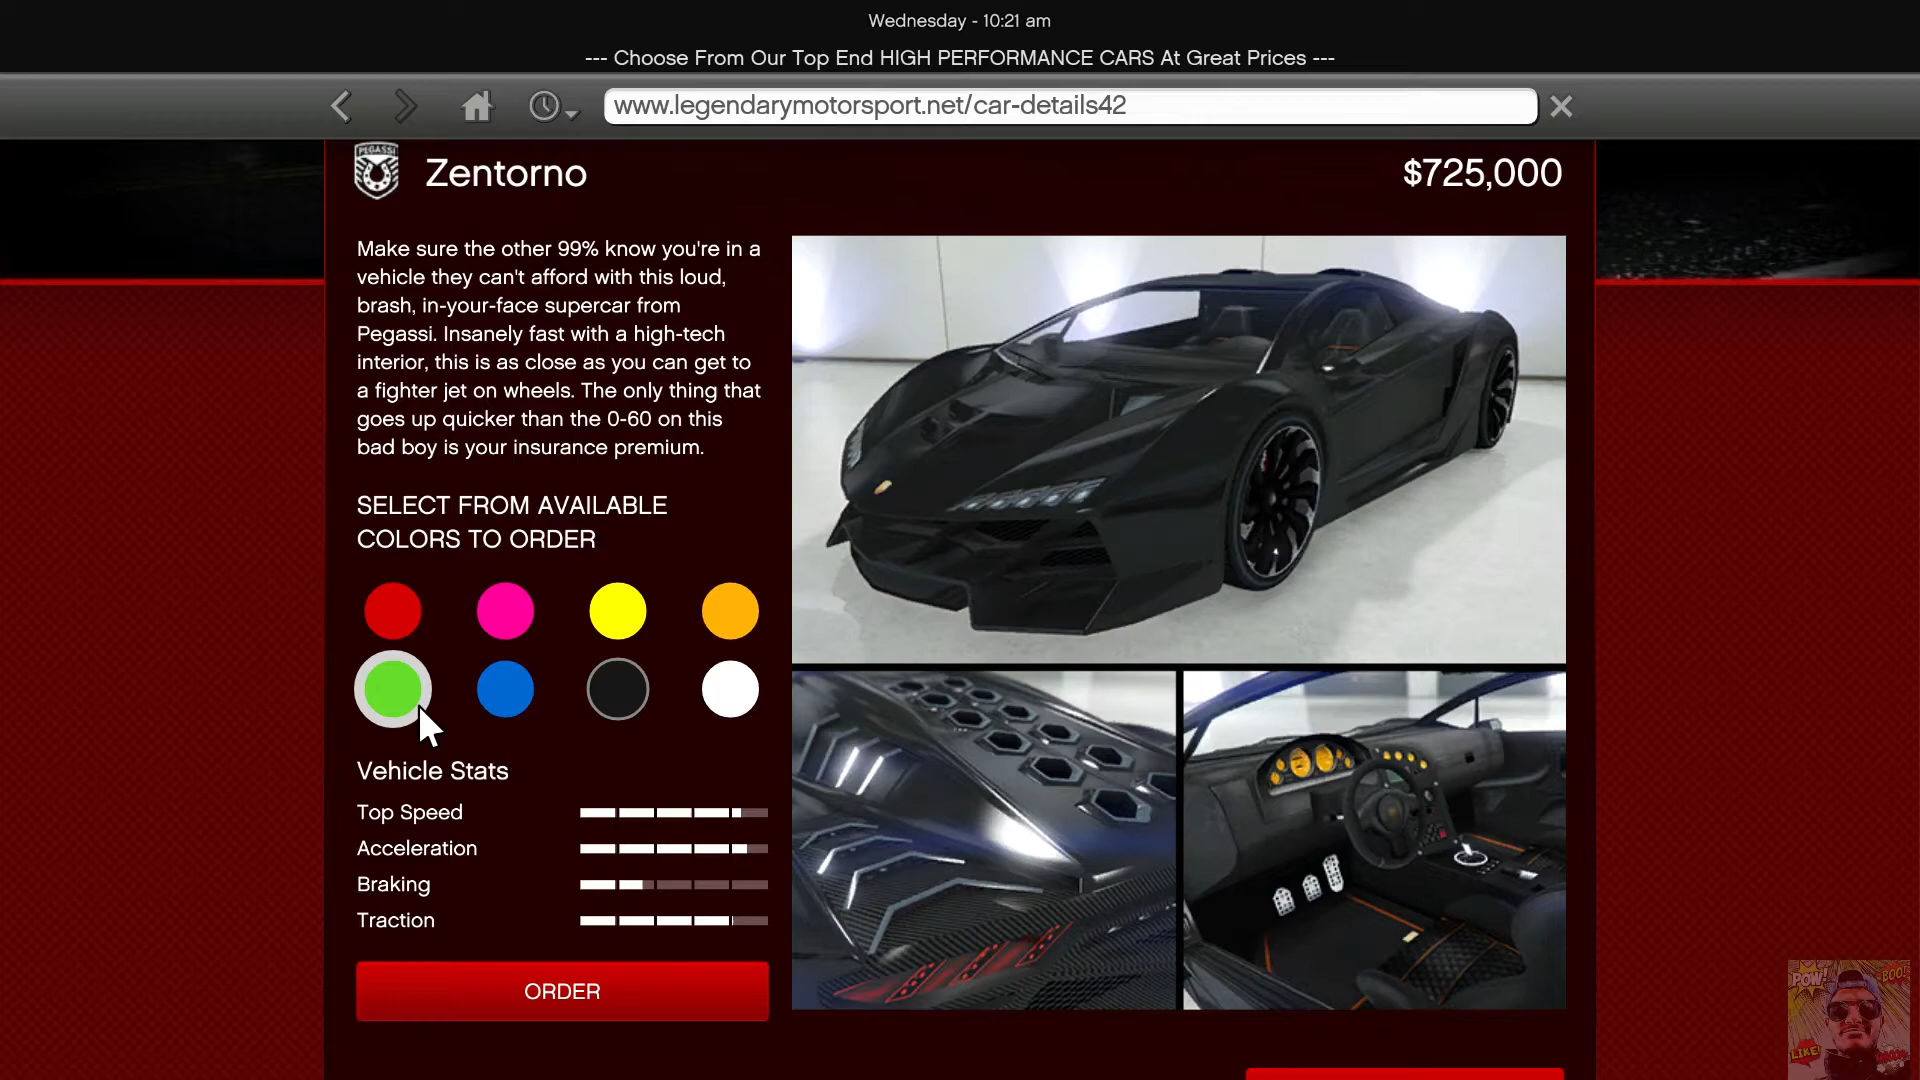 Wednesday - 10:21 am
--- Choose From Our Top End HIGH PERFORMANCE CARS At Great Prices ---
www.legendarymotorsport.net/car-details42
PEGASSI
Zentorno
$725,000
Make sure the other 99% know you're in a
vehicle they can't afford with this loud,
brash, in-your-face supercar from
Pegassi. Insanely fast with a high-tech
interior, this is as close as you can get to
a fighter jet on wheels. The only thing that
goes up quicker than the 0-60 on this
bad boy is your insurance premium.
SELECT FROM AVAILABLE
COLORS TO ORDER
Vehicle Stats
Top Speed
Acceleration
Braking
Traction
ORDER
POW!
BOO!
LIKE!